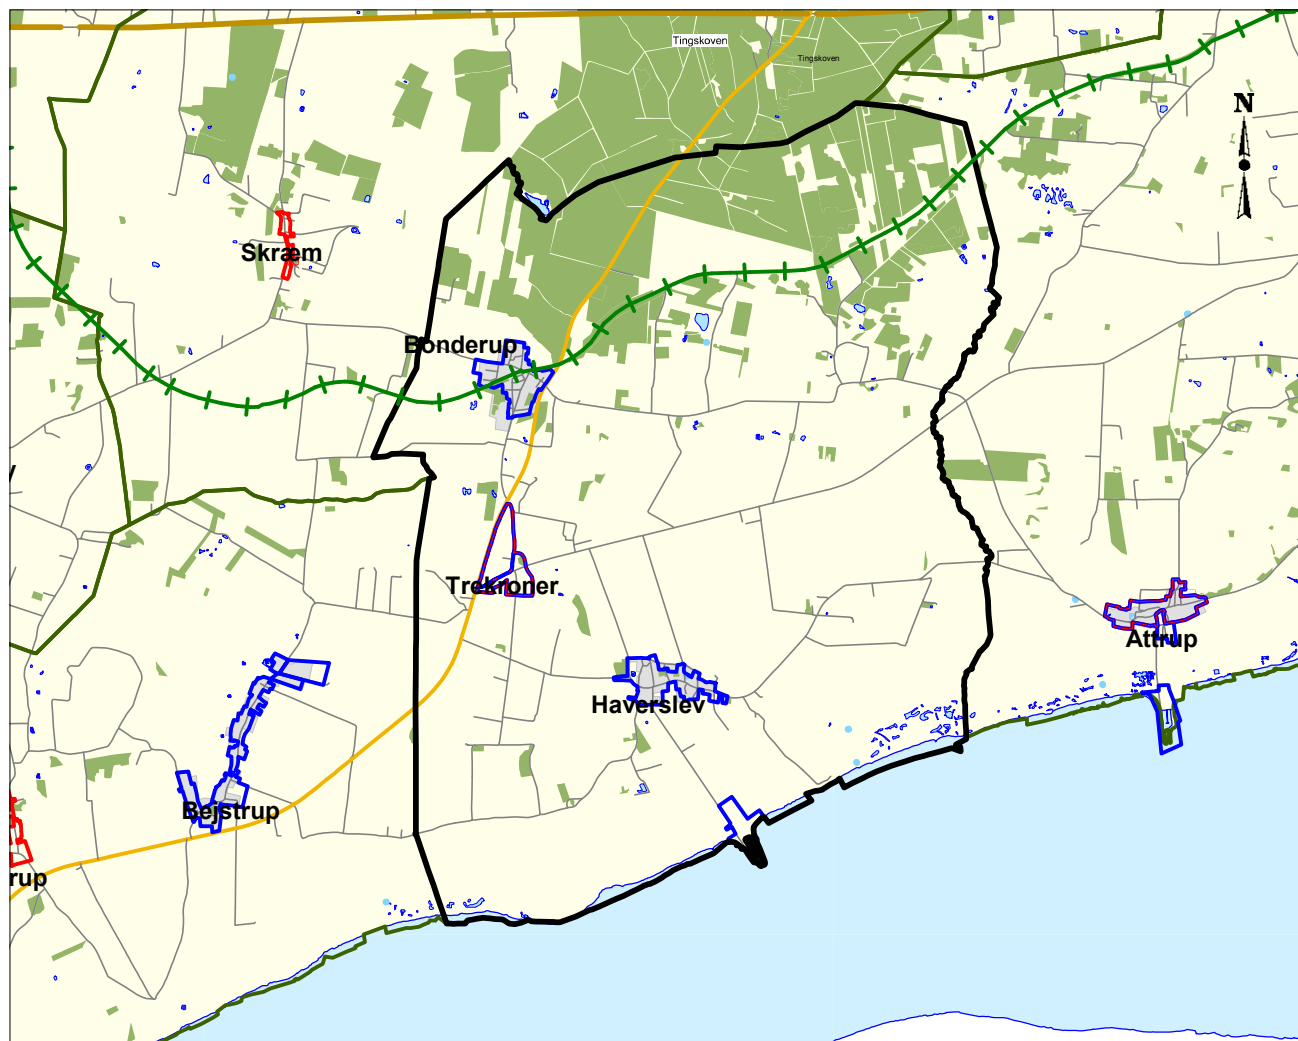 Tingskoven
Tingskoven
N
Skræm
Bonderup
Trekroner
Attrup
Haverslev
Bejstrup
rup